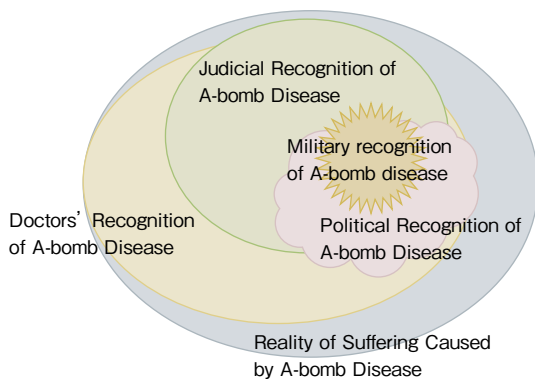 Judicial Recognition of
A-bomb Disease
Military recognition
of A-bomb disease
Doctors’ Recognition
of A-bomb Disease
Political Recognition of
A-bomb Disease
Reality of Suffering Caused
by A-bomb Disease